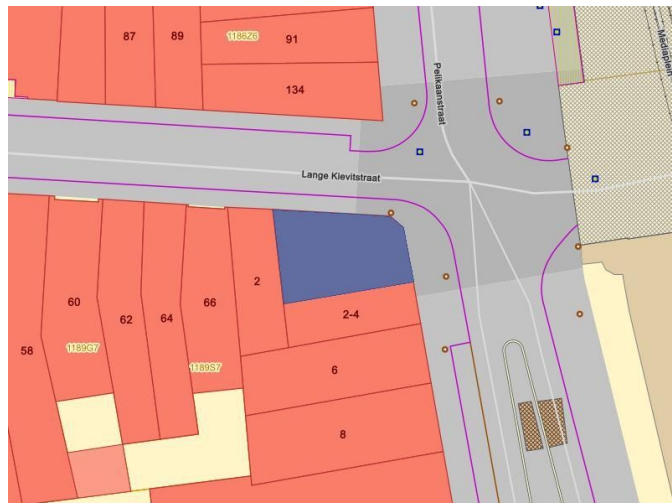 87
89
1186Z6
91
134
Pelikaanstraat
Mediaplein
Lange Kievitstraat
2
2-4
60
62
64
66
58
1189G7
1189S7
6
8